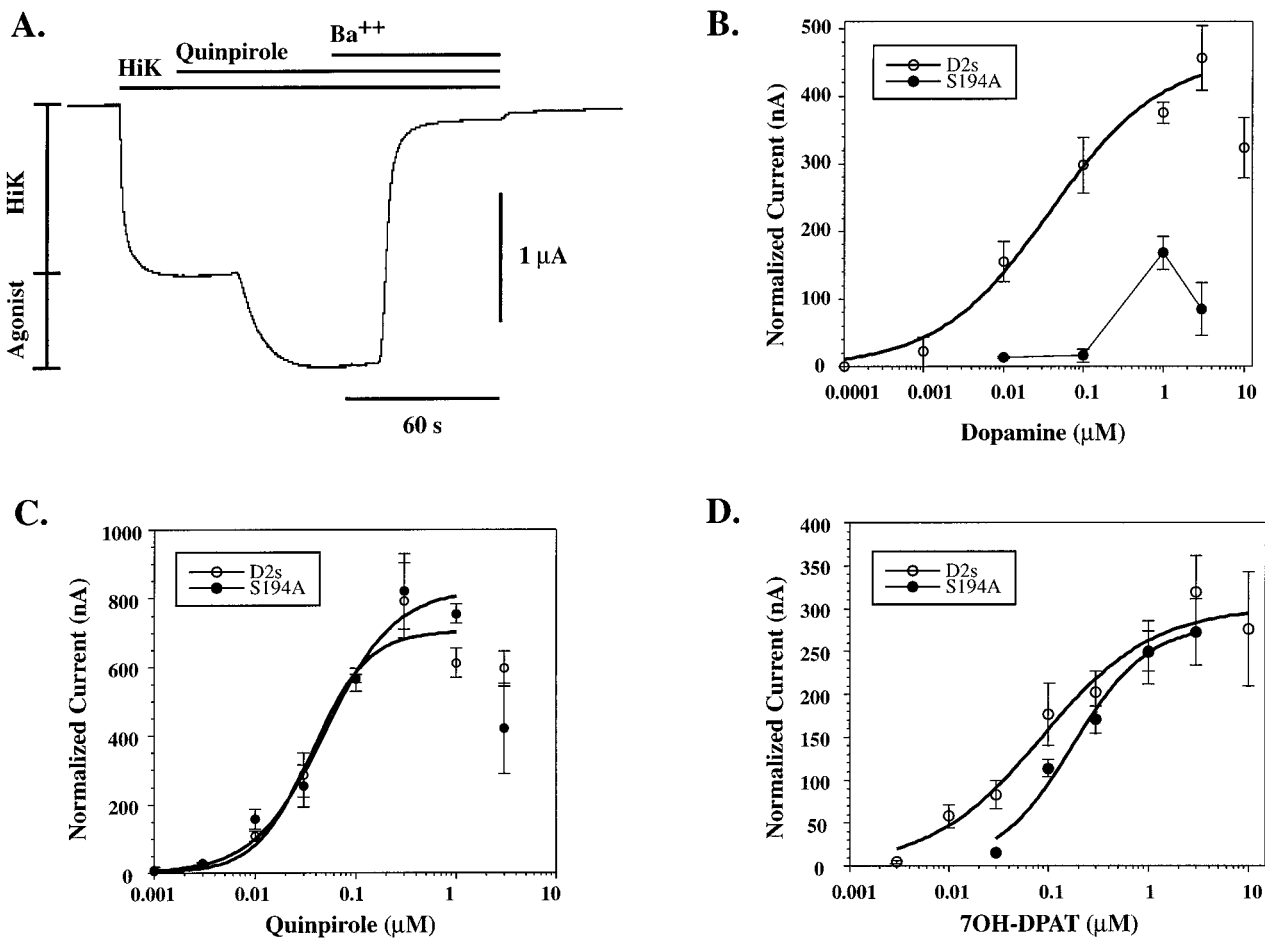 A.
Ba++
Quinpirole
HiK
HiK
Agonist
1 µA
60 s
B.
Normalized Current (nA)
500
400
300
200
100
0
D2s
S194A
0.0001 0.001 0.01 0.1 1 10
Dopamine (µM)
C.
Normalized Current (nA)
1000
800
600
400
200
0
D2s
S194A
0.001 0.01 0.1 1 10
Quinpirole (µM)
D.
Normalized Current (nA)
400
350
300
250
200
150
100
50
0
D2s
S194A
0.001 0.01 0.1 1 10
7OH-DPAT (µM)